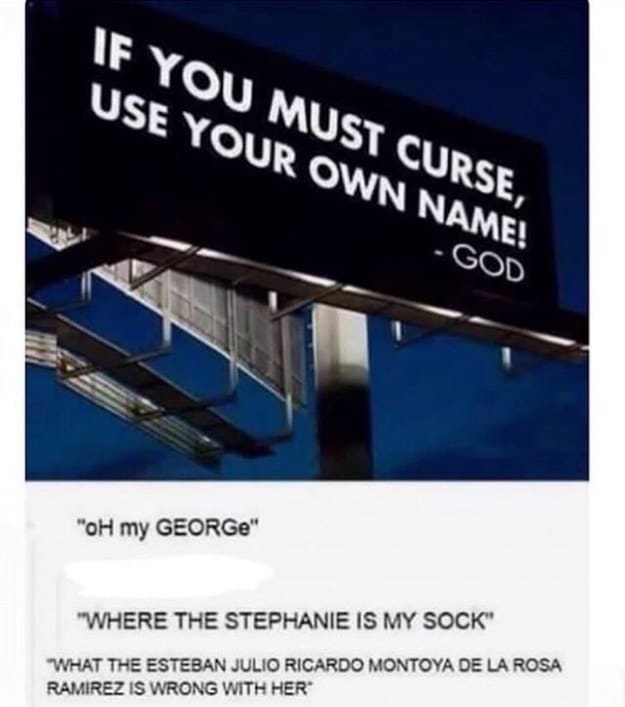 IF YOU MUST CURSE,
USE YOUR OWN NAME!
- GOD
"oH my GEORGe"
"WHERE THE STEPHANIE IS MY SOCK"
"WHAT THE ESTEBAN JULIO RICARDO MONTOYA DE LA ROSA
RAMIREZ IS WRONG WITH HER"